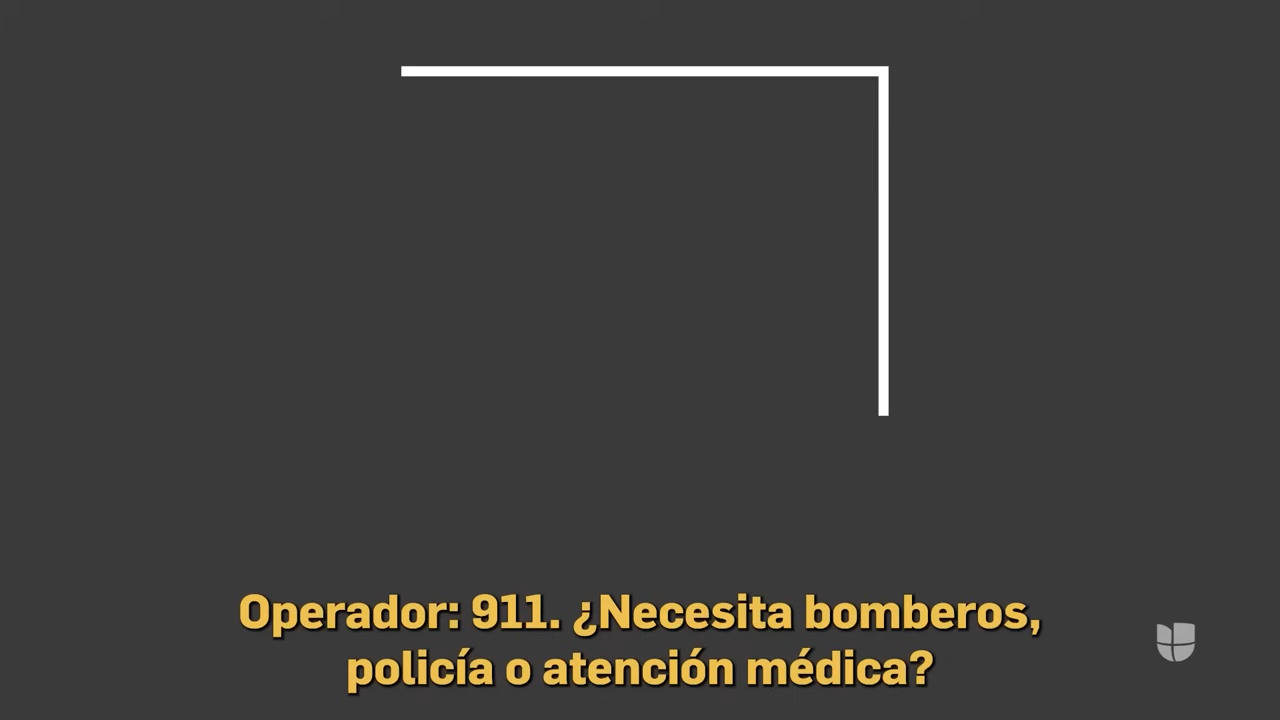 Operador: 911. ¿Necesita bomberos,
policía o atención médica?